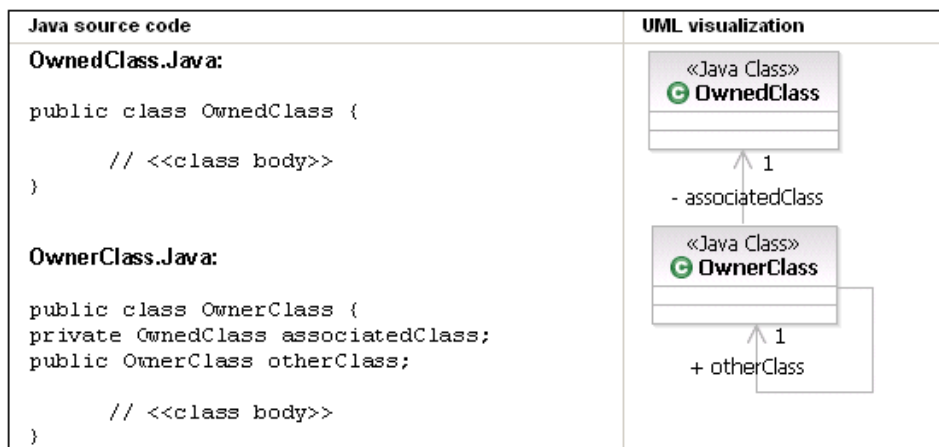 Java source code
UML visualization
OwnedClass.Java:
public class OwnedClass {
// <<class body>>
}
OwnerClass.Java:
public class OwnerClass {
private OwnedClass associatedClass;
public OwnerClass otherClass;
// <<class body>>
}
«Java Class»
C OwnedClass
1
- associatedClass
«Java Class»
C OwnerClass
1
+ otherClass